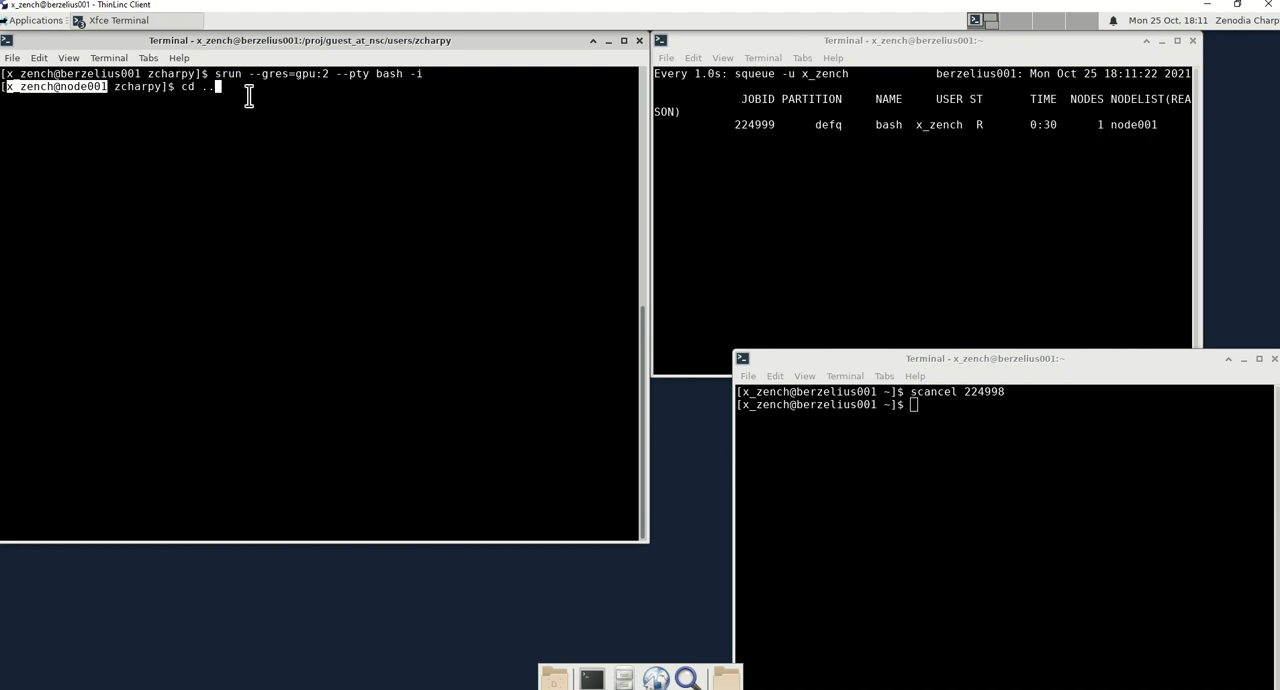 x_zench@berzelius001 - ThinLinc Client
Applications
Xfce Terminal
Mon 25 Oct, 18:11 Zenodia Charp
Terminal - x_zench@berzelius001:/proj/guest_at_nsc/users/zcharpy
File Edit View Terminal Tabs Help
[x_zench@berzelius001 zcharpy]$ srun --gres=gpu:2 --pty bash -i
[x_zench@node001 zcharpy]$ cd ..
Terminal - x_zench@berzelius001:~
File Edit View Terminal Tabs Help
Every 1.0s: squeue -u x_zench berzelius001: Mon Oct 25 18:11:22 2021
JOBID PARTITION NAME USER ST TIME NODES NODELIST(REA
SON)
224999 defq bash x_zench R 0:30 1 node001
Terminal - x_zench@berzelius001:~
File Edit View Terminal Tabs Help
[x_zench@berzelius001 ~]$ scancel 224998
[x_zench@berzelius001 ~]$